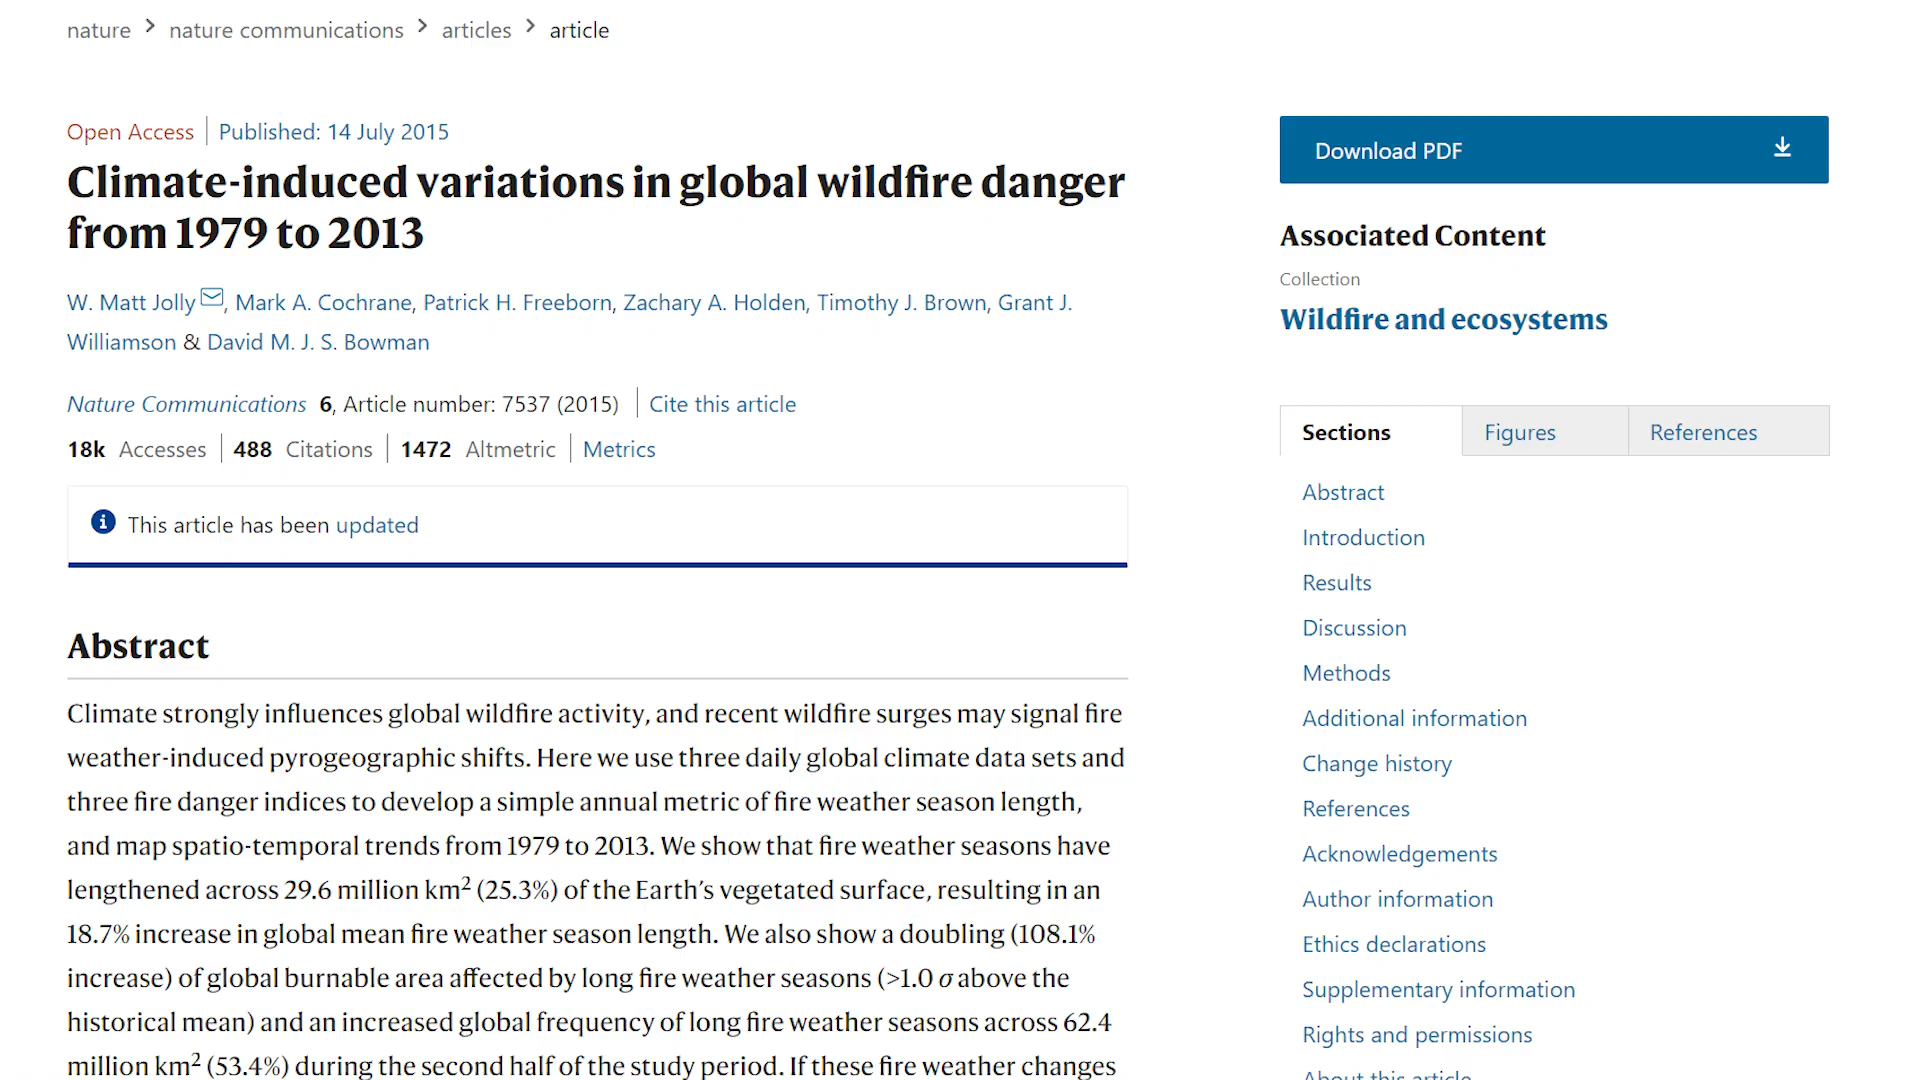 nature > nature communications > articles > article
Open Access | Published: 14 July 2015
Climate-induced variations in global wildfire danger
from 1979 to 2013
W. Matt Jolly, Mark A. Cochrane, Patrick H. Freeborn, Zachary A. Holden, Timothy J. Brown, Grant J.
Williamson & David M. J. S. Bowman
Nature Communications 6, Article number: 7537 (2015) | Cite this article
18k Accesses | 488 Citations | 1472 Altmetric | Metrics
This article has been updated
Abstract
Climate strongly influences global wildfire activity, and recent wildfire surges may signal fire
weather-induced pyrogeographic shifts. Here we use three daily global climate data sets and
three fire danger indices to develop a simple annual metric of fire weather season length,
and map spatio-temporal trends from 1979 to 2013. We show that fire weather seasons have
lengthened across 29.6 million km² (25.3%) of the Earth’s vegetated surface, resulting in an
18.7% increase in global mean fire weather season length. We also show a doubling (108.1%
increase) of global burnable area affected by long fire weather seasons (>1.0 σ above the
historical mean) and an increased global frequency of long fire weather seasons across 62.4
million km² (53.4%) during the second half of the study period. If these fire weather changes
Download PDF
Associated Content
Collection
Wildfire and ecosystems
Sections Figures References
Abstract
Introduction
Results
Discussion
Methods
Additional information
Change history
References
Acknowledgements
Author information
Ethics declarations
Supplementary information
Rights and permissions
About this article